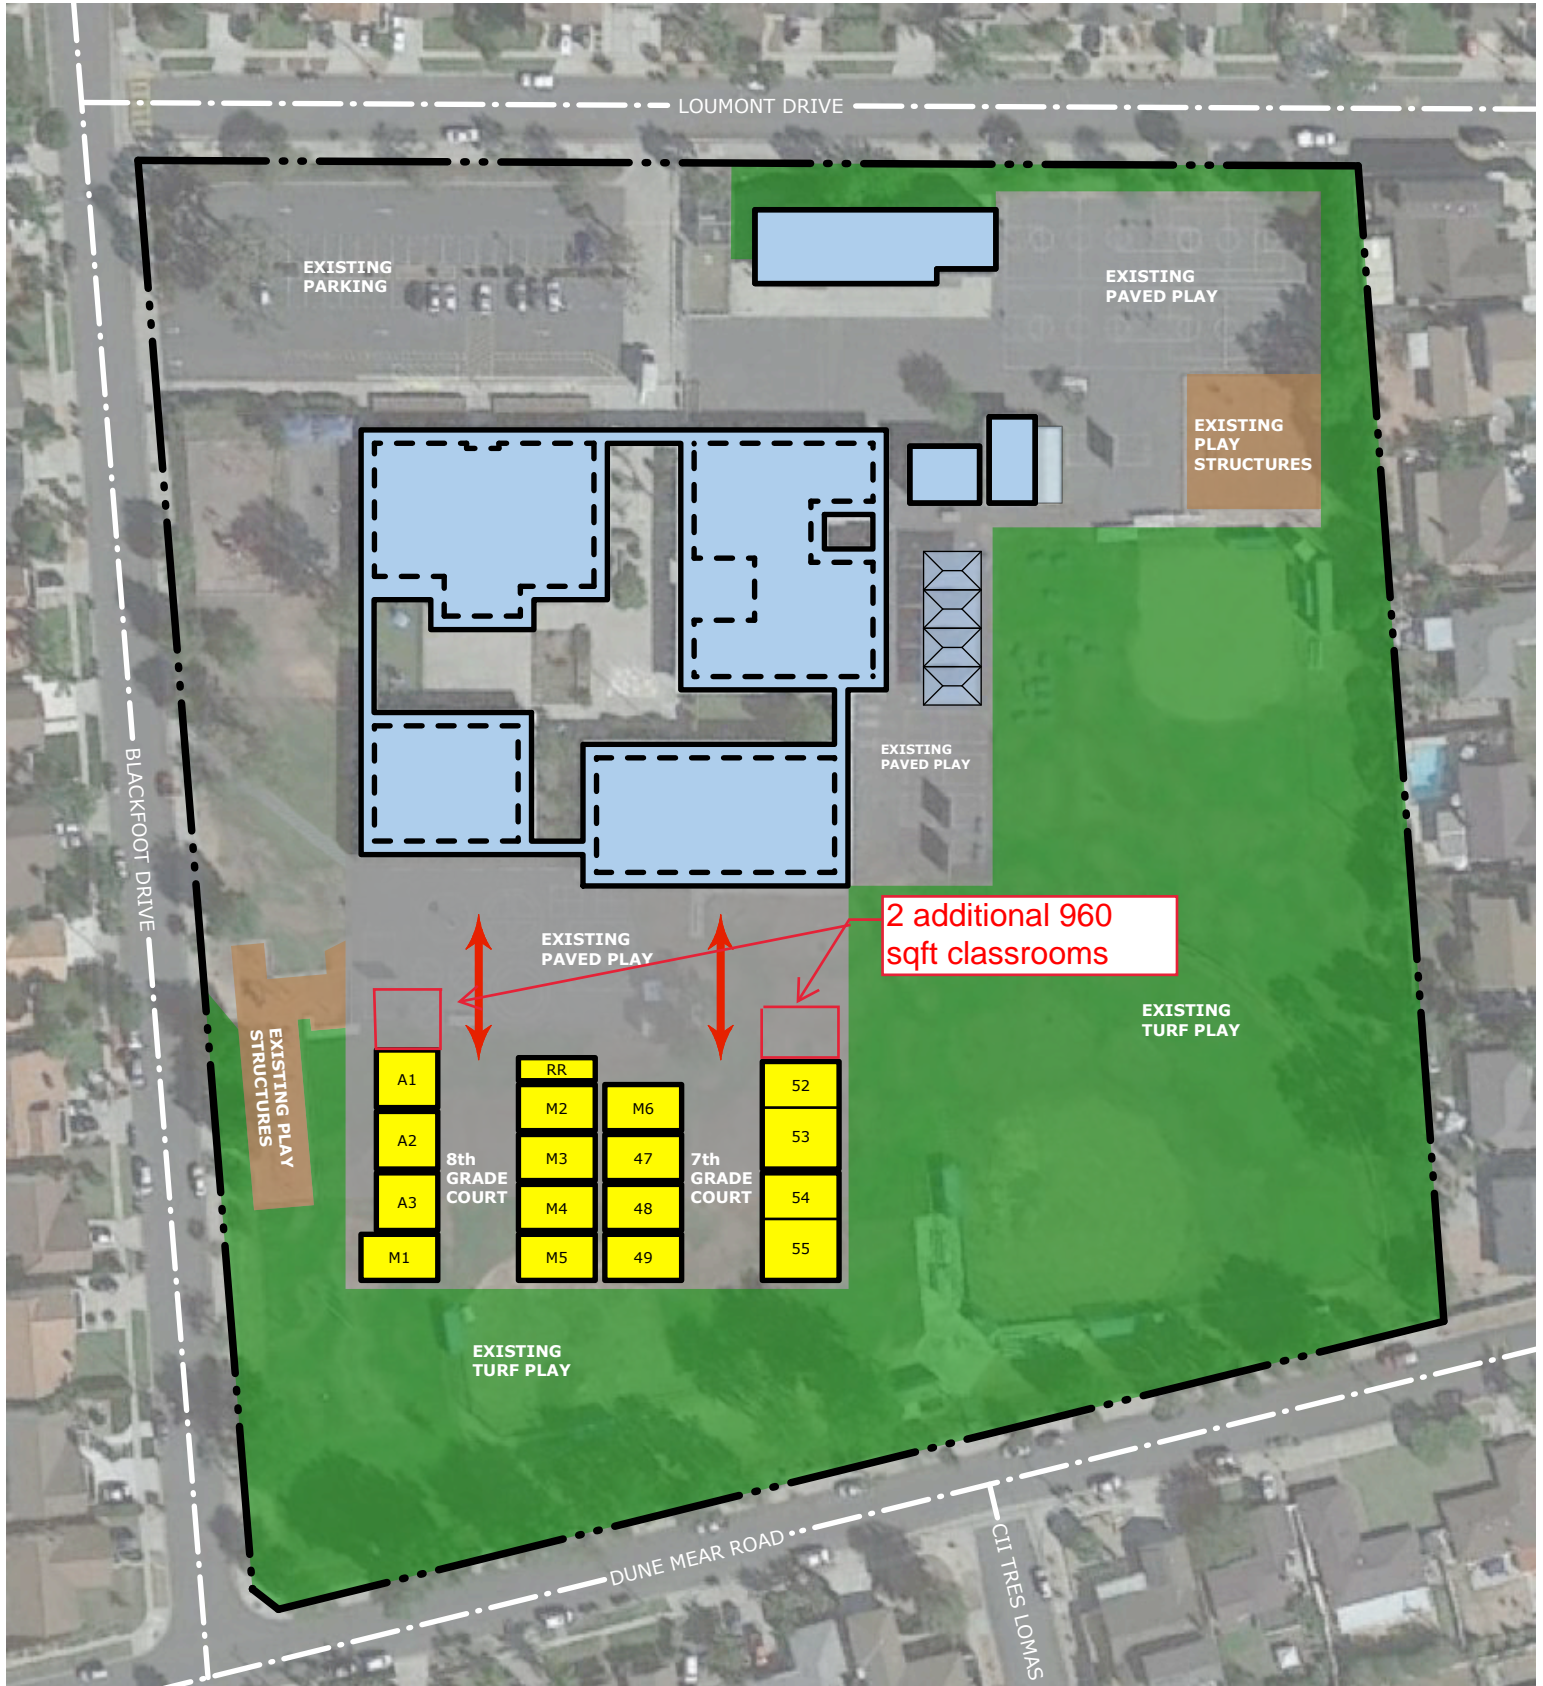 LOUMONT DRIVE
EXISTING
PARKING
EXISTING
PAVED PLAY
EXISTING
PLAY
STRUCTURES
BLACKFOOT DRIVE
EXISTING
PAVED PLAY
2 additional 960
sqft classrooms
EXISTING
PAVED PLAY
EXISTING
TURF PLAY
EXISTING PLAY
STRUCTURES
A1
A2
A3
M1
8th
GRADE
COURT
RR
M2
M3
M4
M5
M6
47
48
49
7th
GRADE
COURT
52
53
54
55
EXISTING
TURF PLAY
DUNE MEAR ROAD
CII TRES LOMAS